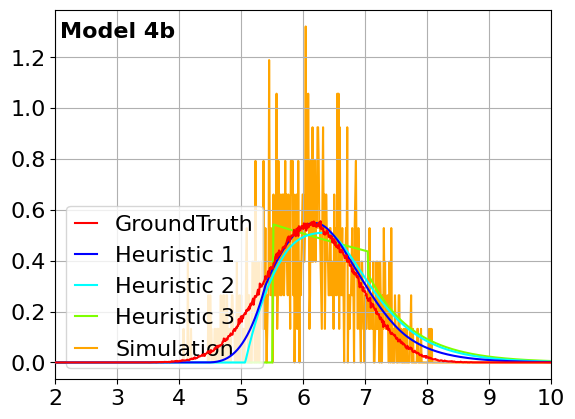 Model 4b
1.2
1.0
0.8
0.6
0.4
0.2
0.0
GroundTruth
Heuristic 1
Heuristic 2
Heuristic 3
Simulation
2 3 4 5 6 7 8 9 10